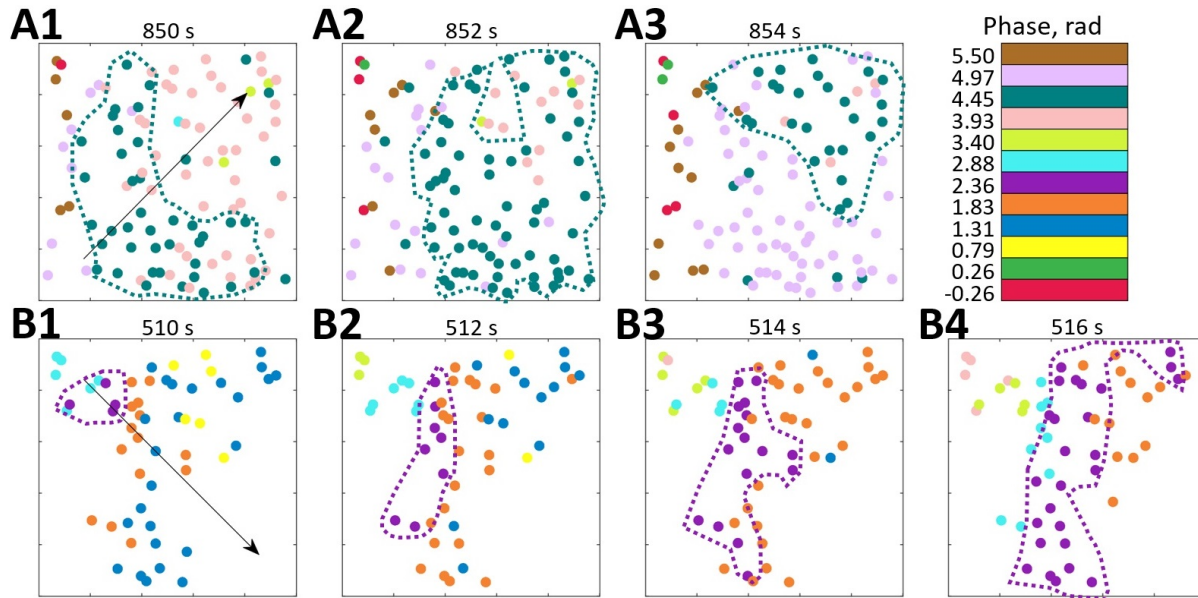 A1
850 s
A2
852 s
A3
854 s
Phase, rad
5.50
4.97
4.45
3.93
3.40
2.88
2.36
1.83
1.31
0.79
0.26
-0.26
B1
510 s
B2
512 s
B3
514 s
B4
516 s